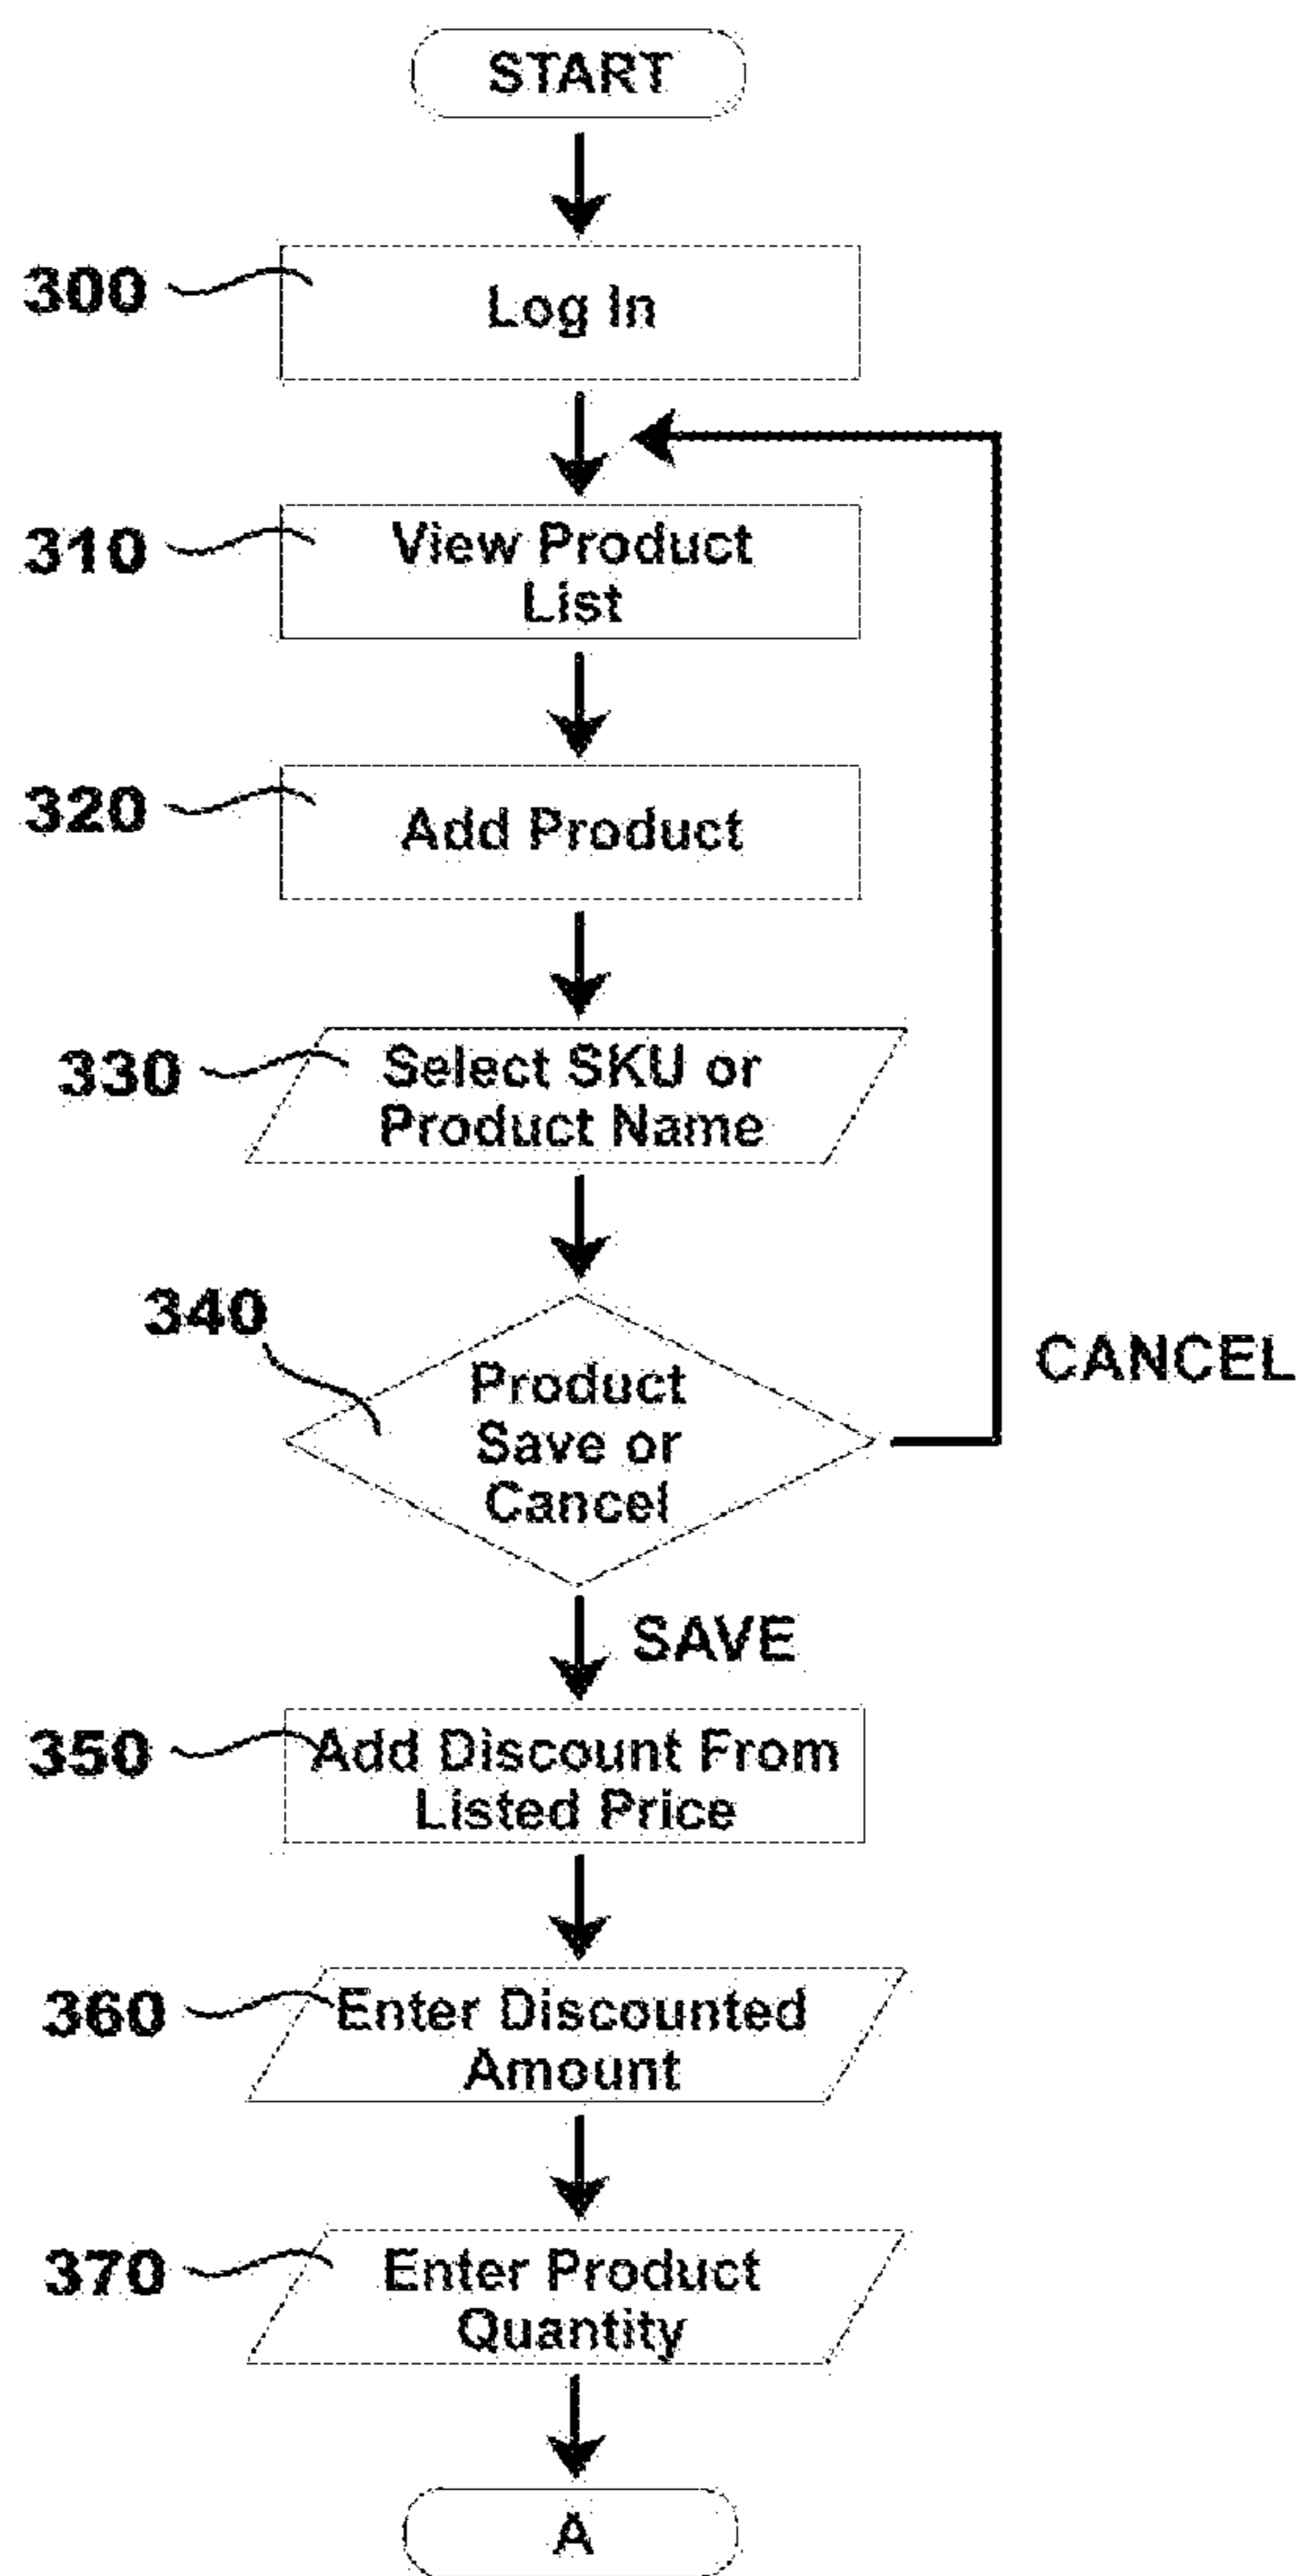 START
300
Log In
310
View Product
List
320
Add Product
330
Select SKU or
Product Name
340
Product
Save or
Cancel
CANCEL
SAVE
350
Add Discount From
Listed Price
360
Enter Discounted
Amount
370
Enter Product
Quantity
A